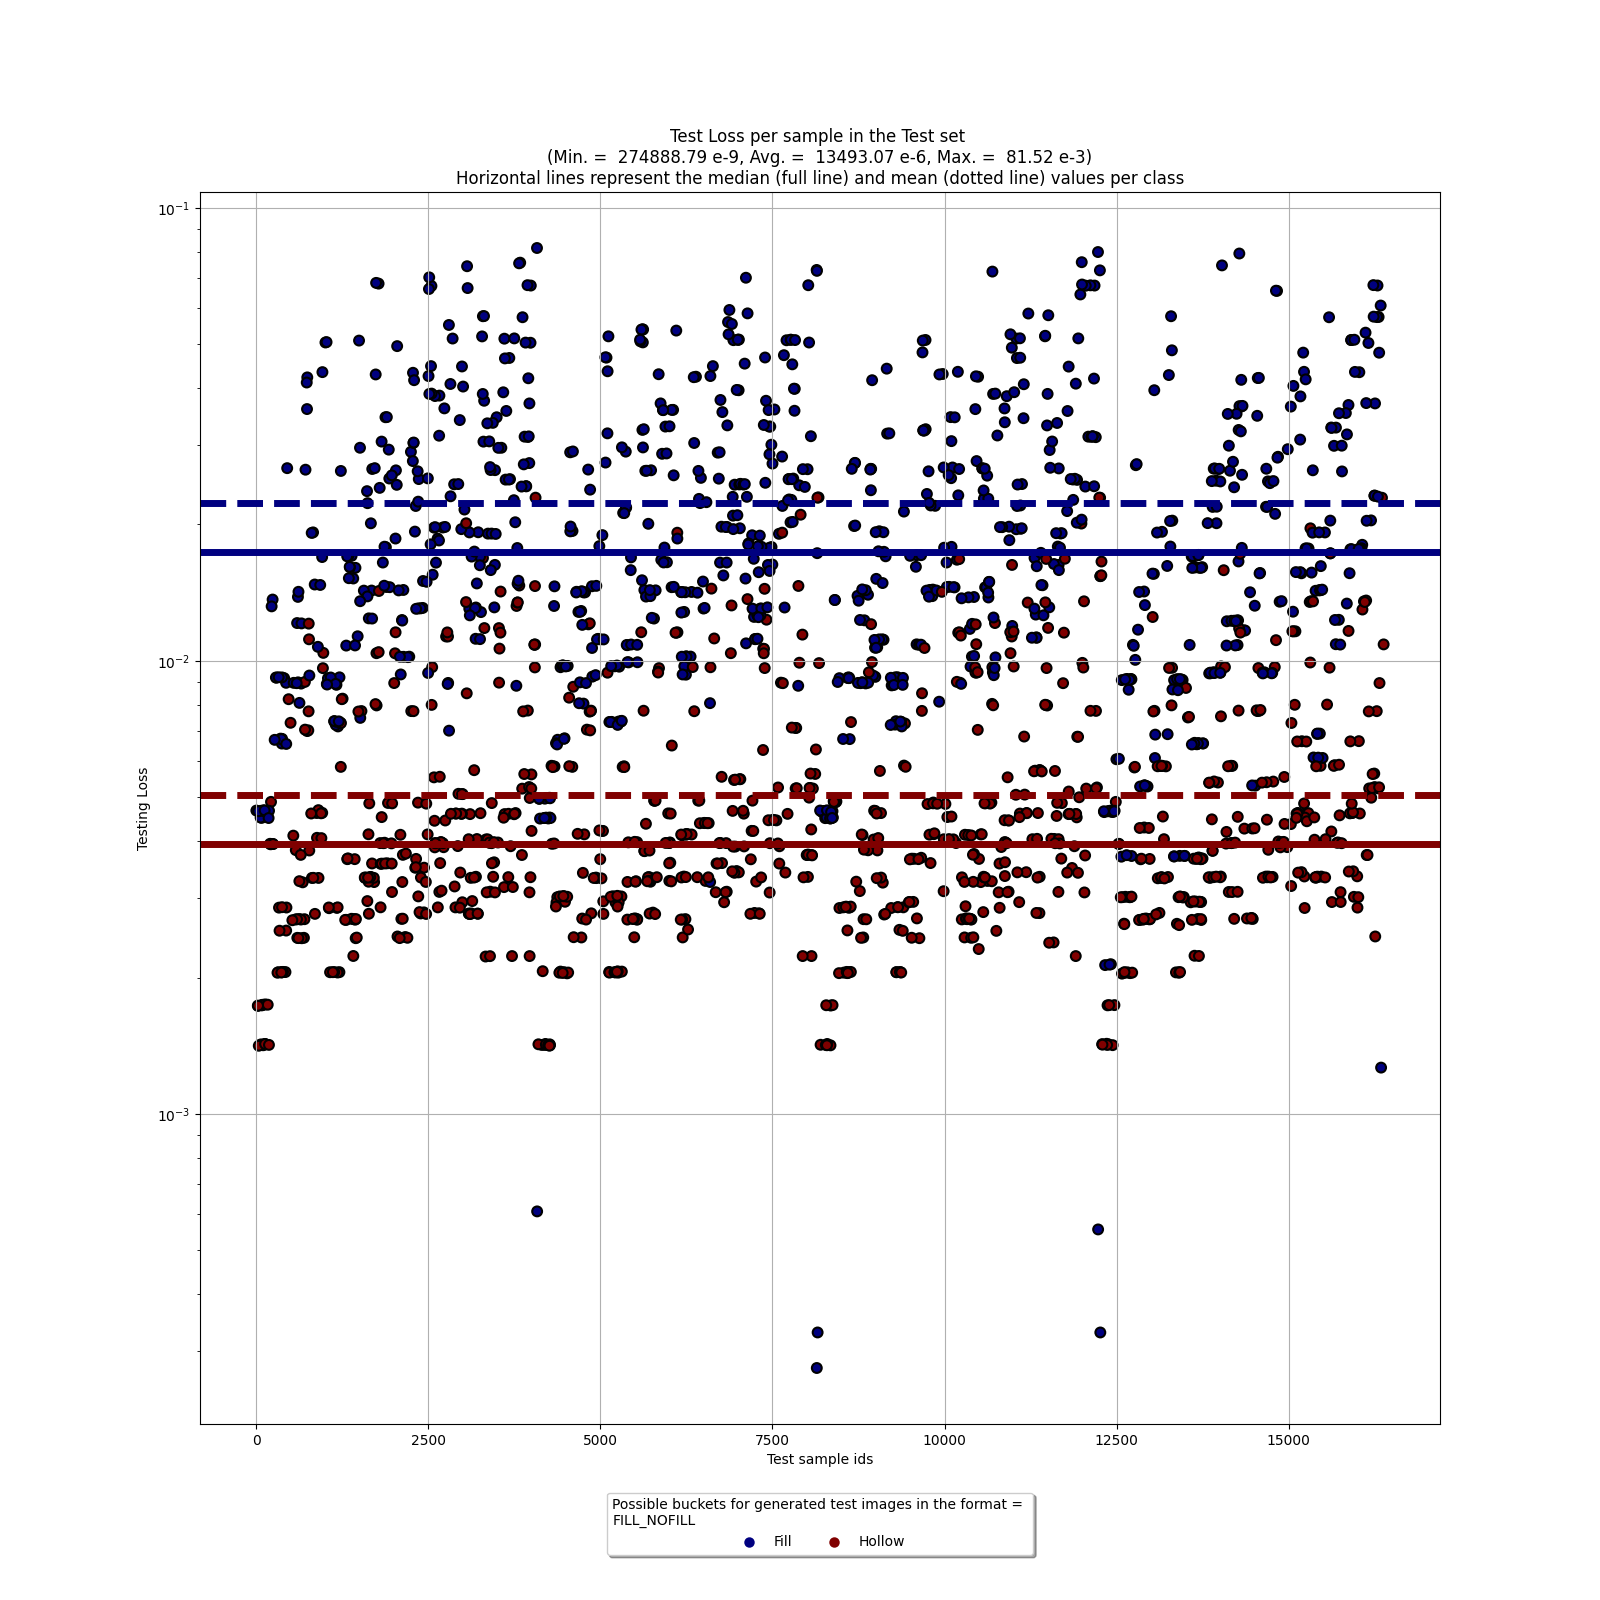 Test Loss per sample in the Test set
(Min. =  274888.79 e-9, Avg. =  13493.07 e-6, Max. =  81.52 e-3)
Horizontal lines represent the median (full line) and mean (dotted line) values per class
10⁻¹
10⁻²
10⁻³
Testing Loss
0 2500 5000 7500 10000 12500 15000
Test sample ids
Possible buckets for generated test images in the format =
FILL_NOFILL
Fill Hollow